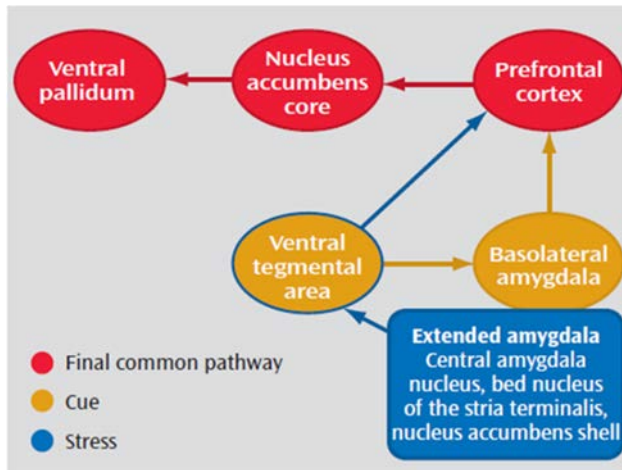 Ventral
pallidum
Nucleus
accumbens
core
Prefrontal
cortex
Ventral
tegmental
area
Basolateral
amygdala
Extended amygdala
Central amygdala
nucleus, bed nucleus
of the stria terminalis,
nucleus accumbens shell
Final common pathway
Cue
Stress